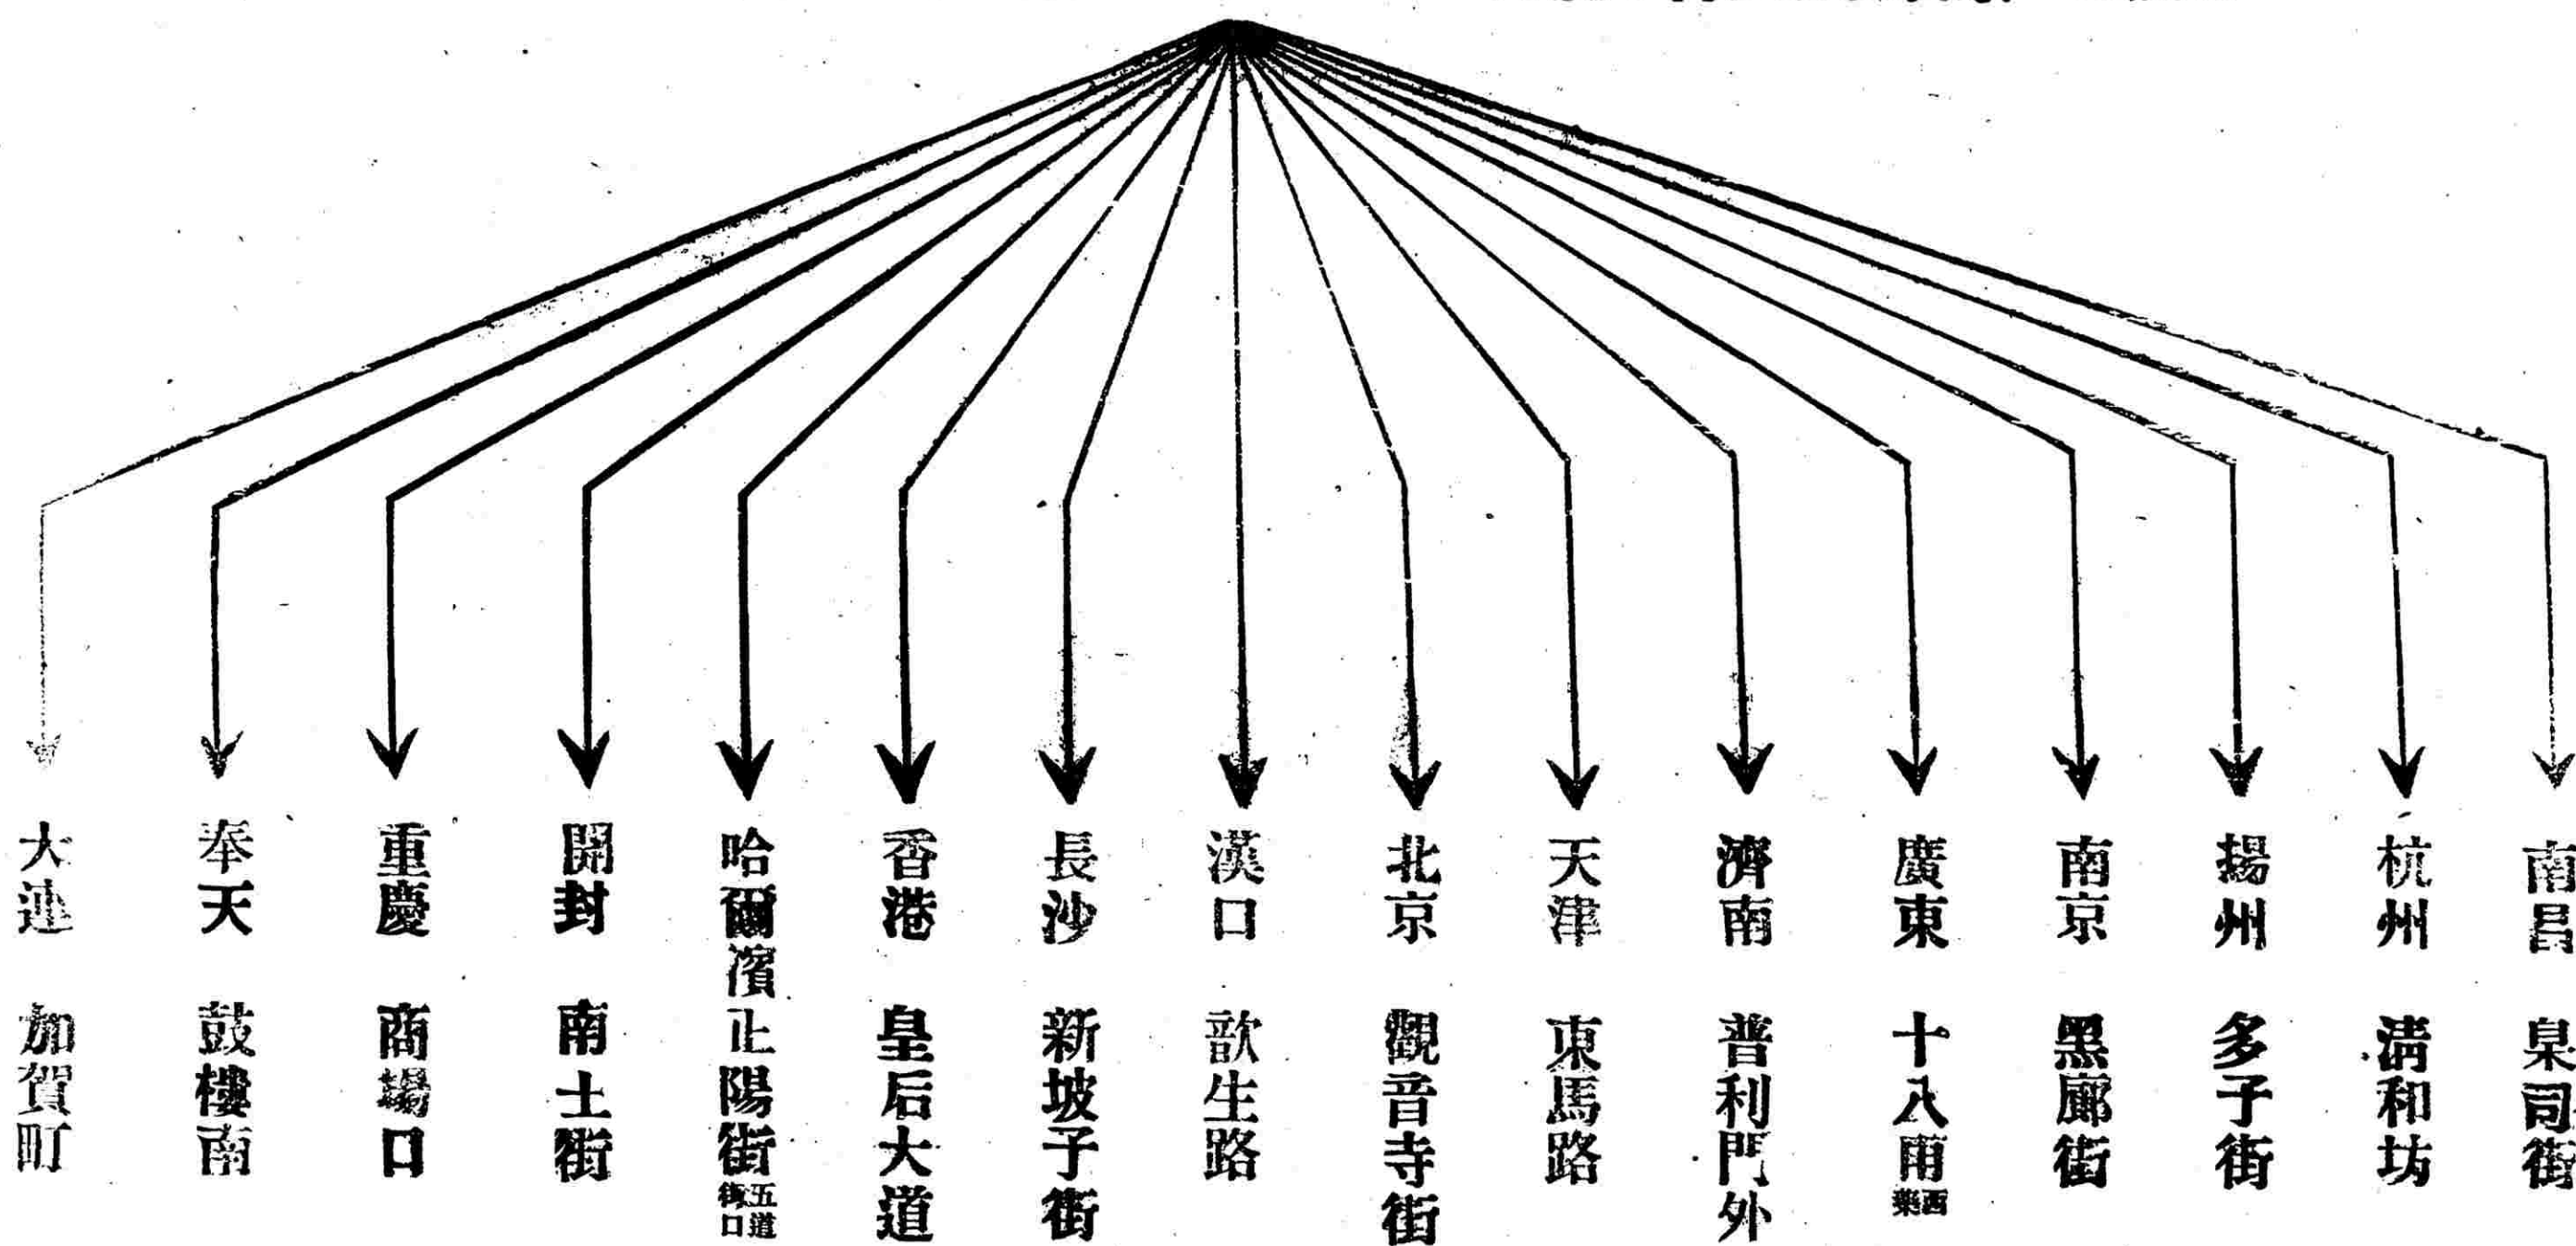 南昌 臬司街
杭州 淸和坊
揚州 多子街
南京 黑廊街
廣東 十八甫
濟南 普利門外
天津 東馬路
北京 觀音寺街
漢口 歆生路
長沙 新坡子街
香港 皇后大道
哈爾濱 正陽街五道街口
開封 南土街
重慶 商場口
奉天 鼓樓南
大連 加賀町